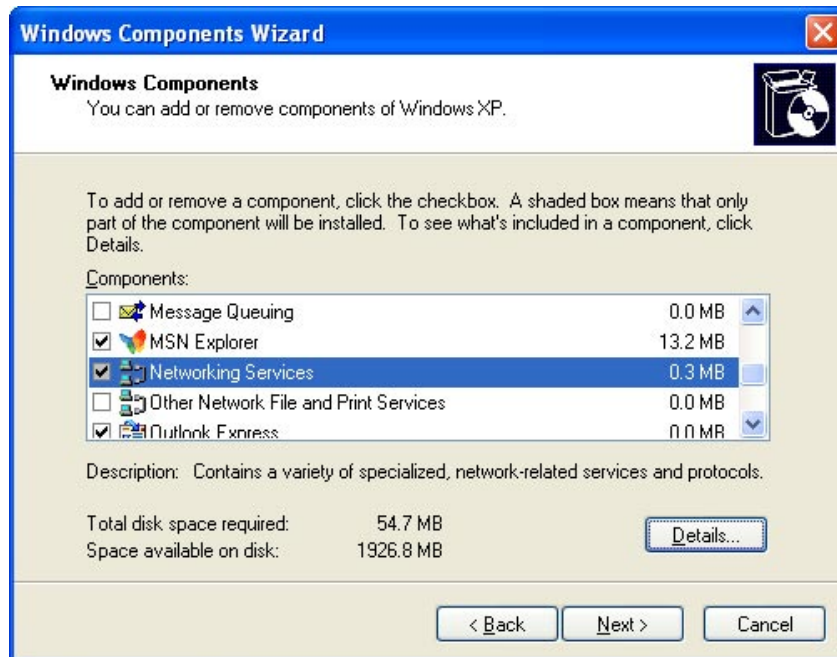 Windows Components Wizard
Windows Components
You can add or remove components of Windows XP.
To add or remove a component, click the checkbox. A shaded box means that only
part of the component will be installed. To see what's included in a component, click
Details.
Components:
Message Queuing 0.0 MB
MSN Explorer 13.2 MB
Networking Services 0.3 MB
Other Network File and Print Services 0.0 MB
Outlook Express 0.0 MB
Description: Contains a variety of specialized, network-related services and protocols.
Total disk space required: 54.7 MB
Space available on disk: 1926.8 MB
Details...
< Back Next > Cancel